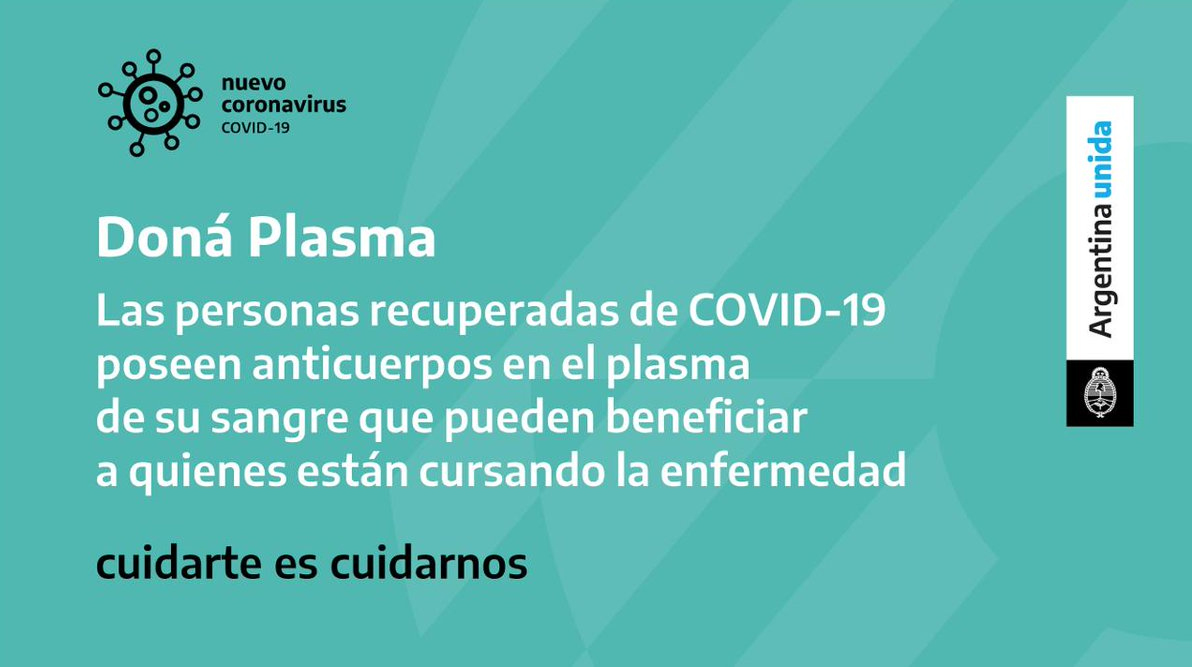 nuevo
coronavirus
COVID-19
Doná Plasma
Las personas recuperadas de COVID-19
poseen anticuerpos en el plasma
de su sangre que pueden beneficiar
a quienes están cursando la enfermedad
cuidarte es cuidarnos
Argentina unida